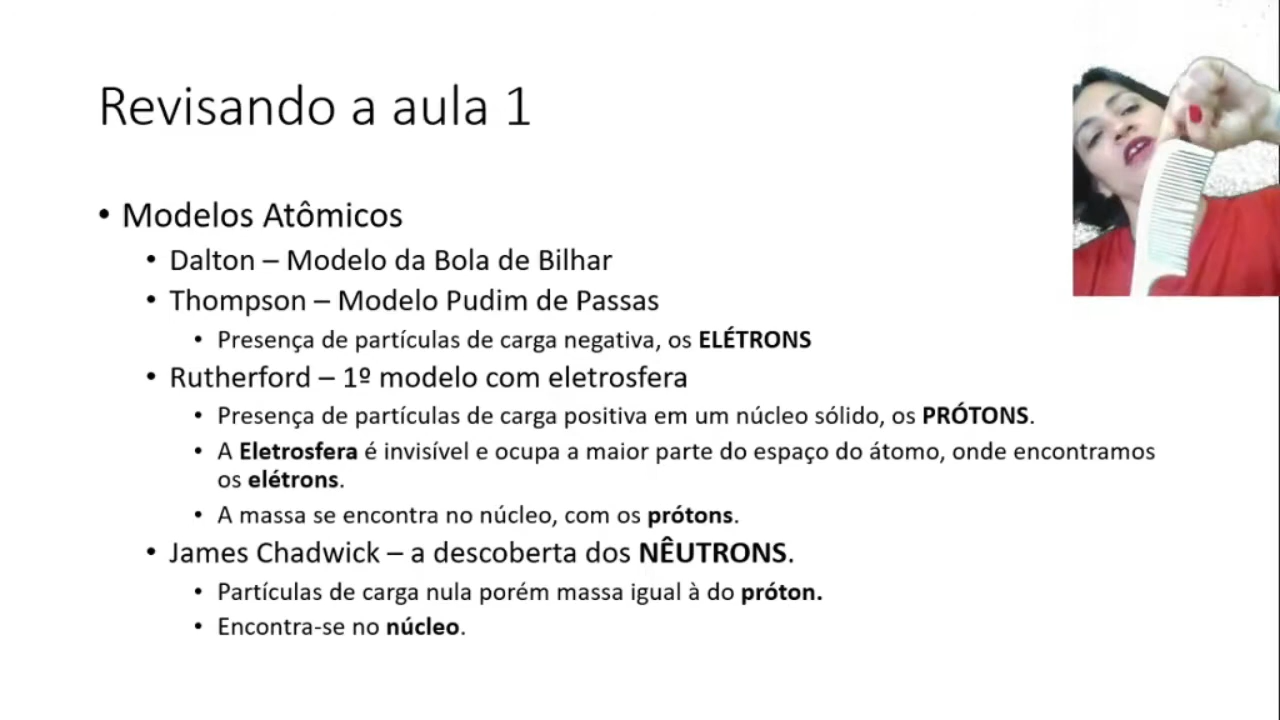 Revisando a aula 1
• Modelos Atômicos
• Dalton – Modelo da Bola de Bilhar
• Thompson – Modelo Pudim de Passas
• Presença de partículas de carga negativa, os ELÉTRONS
• Rutherford – 1º modelo com eletrosfera
• Presença de partículas de carga positiva em um núcleo sólido, os PRÓTONS.
• A Eletrosfera é invisível e ocupa a maior parte do espaço do átomo, onde encontramos
os elétrons.
• A massa se encontra no núcleo, com os prótons.
• James Chadwick – a descoberta dos NÊUTRONS.
• Partículas de carga nula porém massa igual à do próton.
• Encontra-se no núcleo.